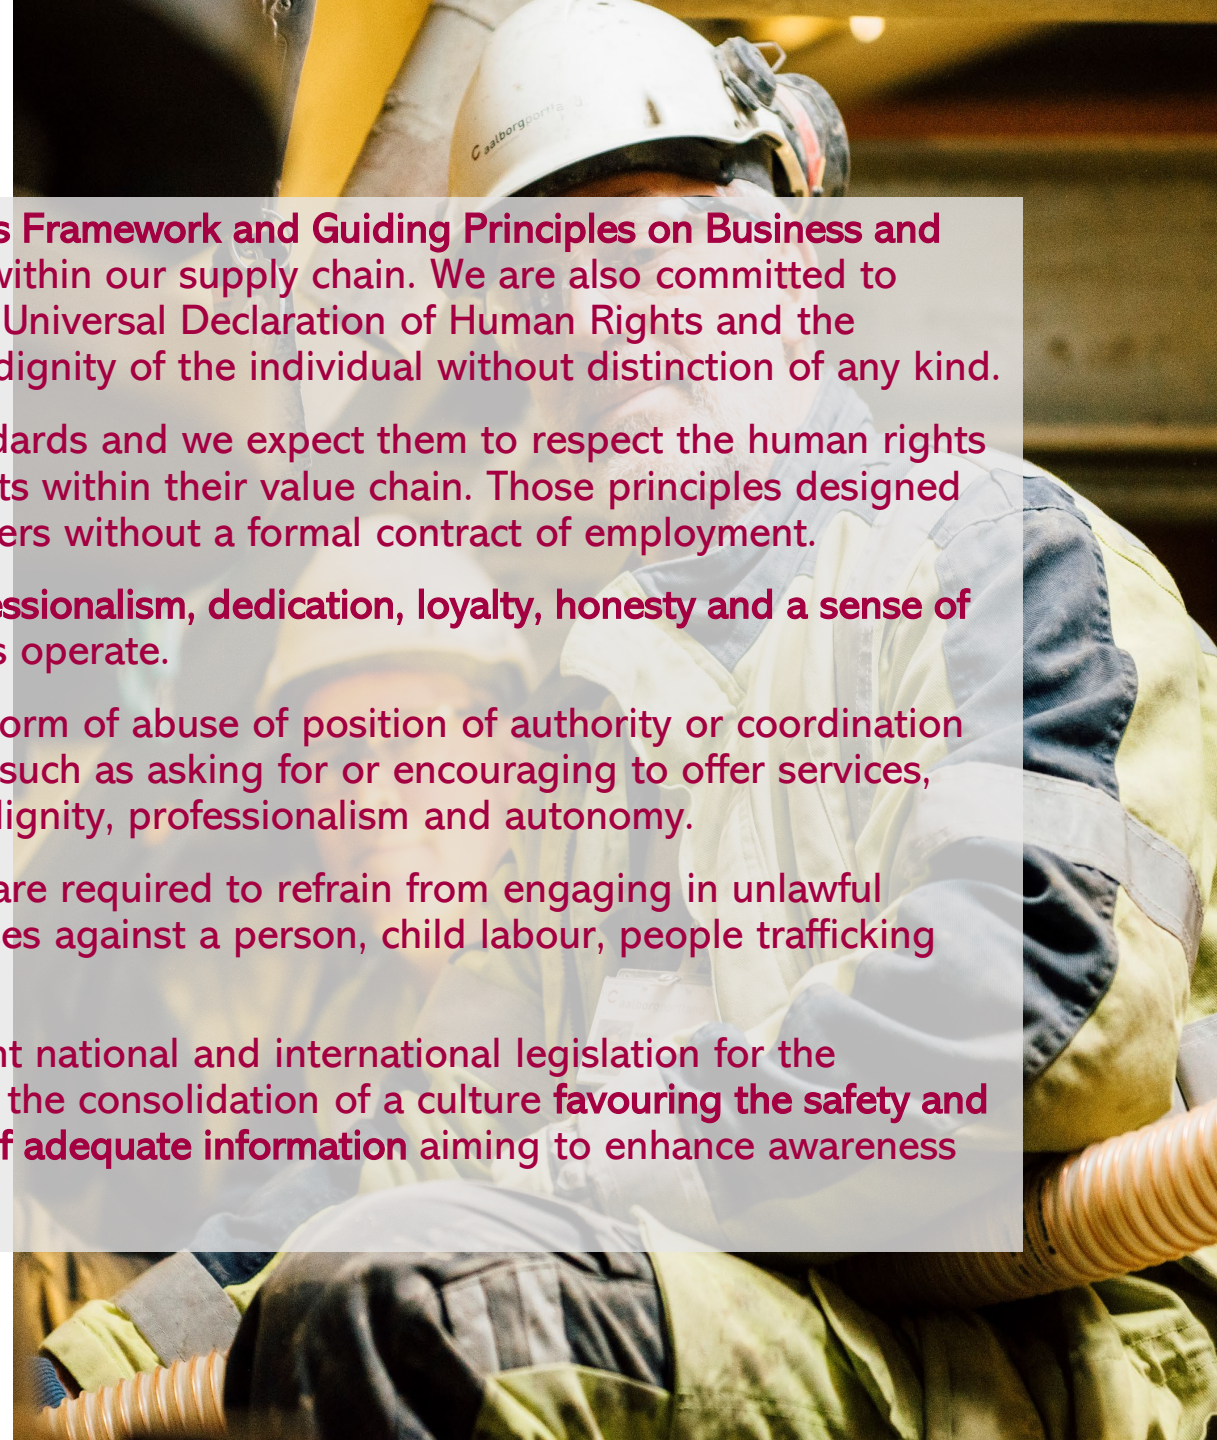 aalborgportla
Framework and Guiding Principles on Business and
within our supply chain. We are also committed to
Universal Declaration of Human Rights and the
dignity of the individual without distinction of any kind.
dards and we expect them to respect the human rights
ts within their value chain. Those principles designed
ers without a formal contract of employment.
essionalism, dedication, loyalty, honesty and a sense of
s operate.
orm of abuse of position of authority or coordination
such as asking for or encouraging to offer services,
dignity, professionalism and autonomy.
are required to refrain from engaging in unlawful
es against a person, child labour, people trafficking
nt national and international legislation for the
the consolidation of a culture favouring the safety and
f adequate information aiming to enhance awareness
aalborg